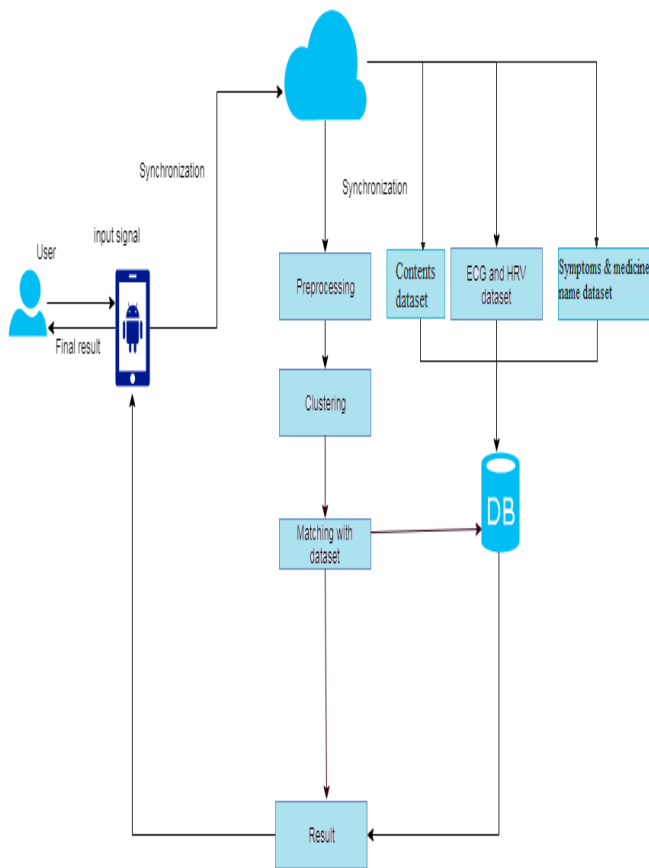 Synchronization
Synchronization
User
input signal
Final result
Preprocessing
Contents
dataset
ECG and HRV
dataset
Symptoms & medicine
name dataset
Clustering
Matching with
dataset
DB
Result